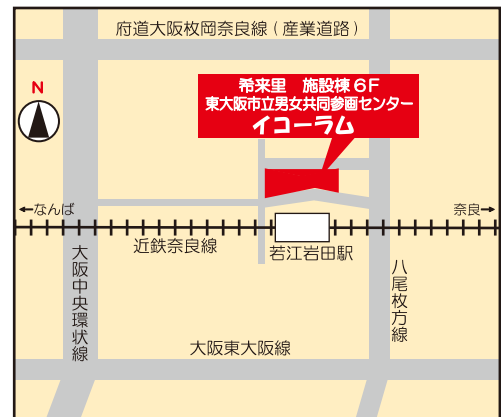 府道大阪枚岡奈良線(産業道路)
N
希来里 施設棟6F
東大阪市立男女共同参画センター
イコーラム
←なんば
奈良→
近鉄奈良線
若江岩田駅
大阪中央環状線
八尾枚方線
大阪東大阪線